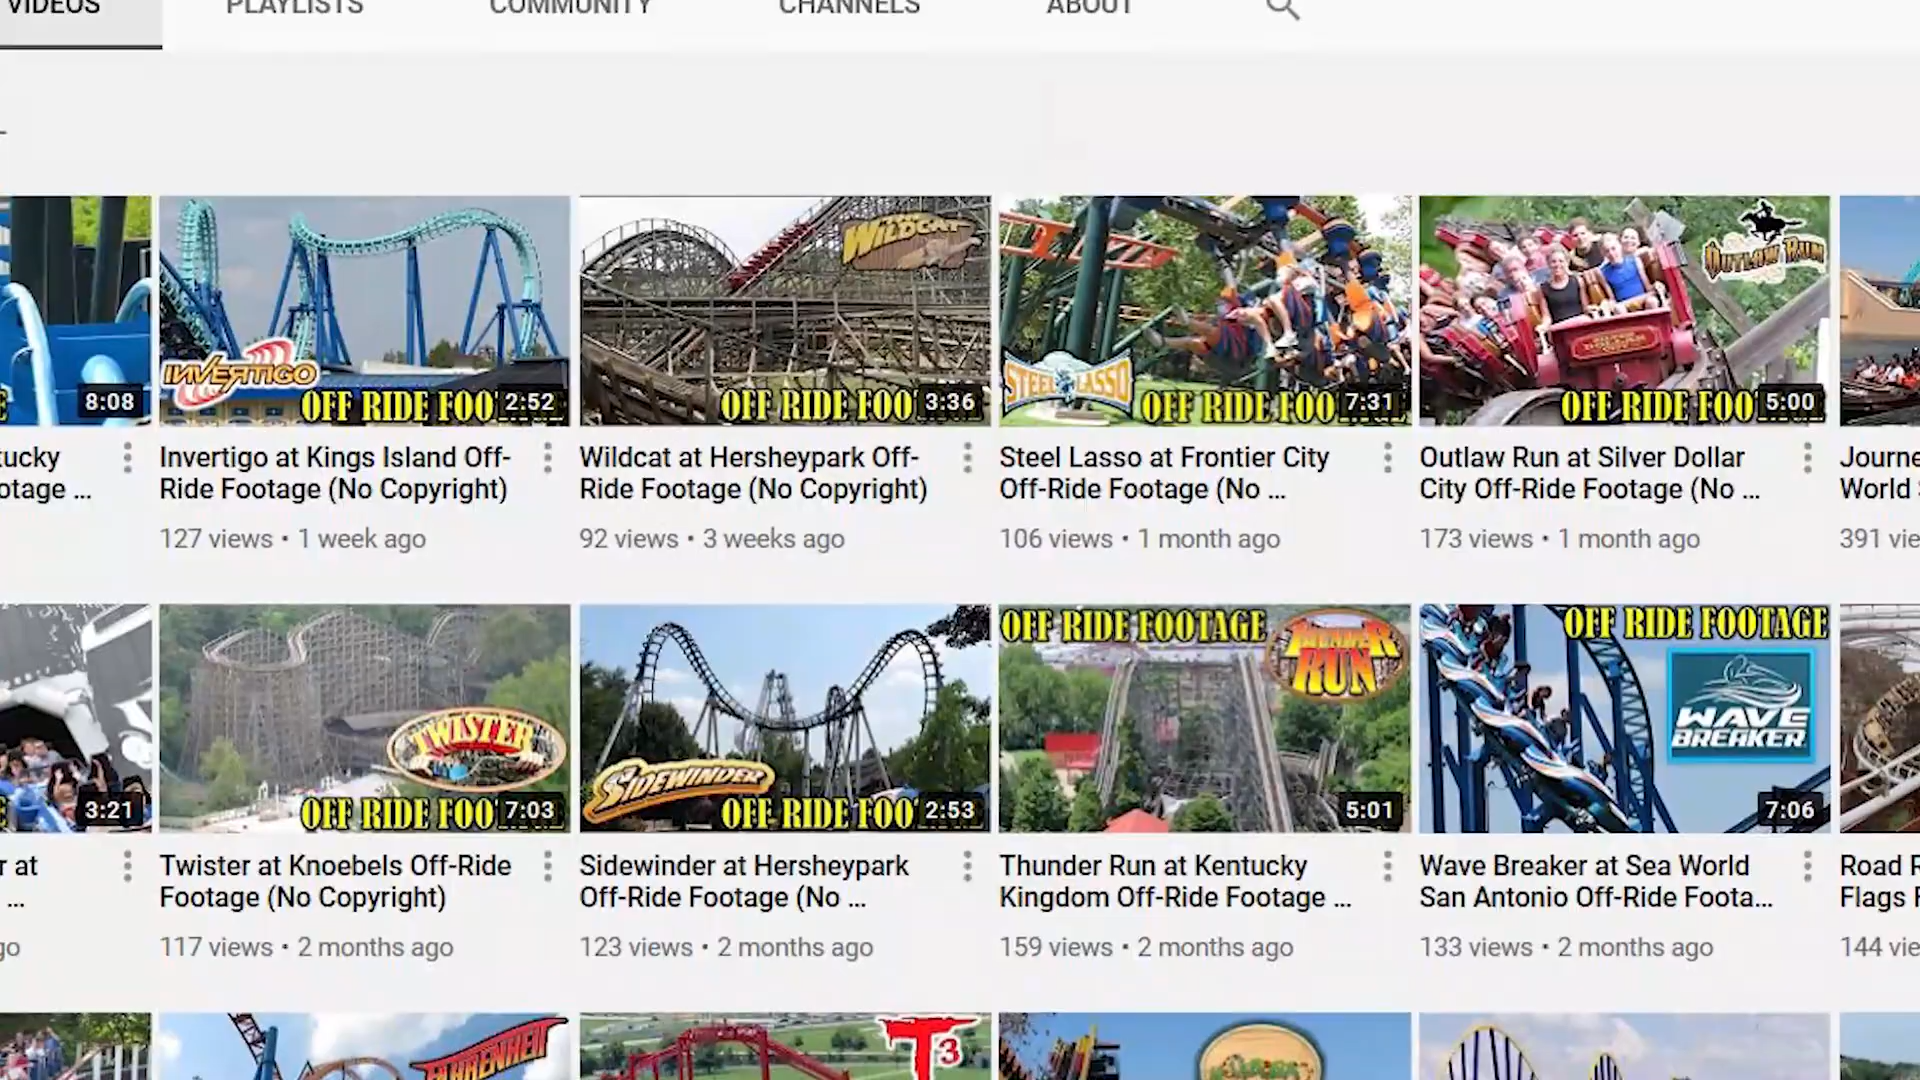 VIDEOS PLAYLISTS COMMUNITY CHANNELS ABOUT
8:08
INVERTIGO
OFF RIDE FOO
2:52
WILDCAT
OFF RIDE FOO
3:36
STEEL LASSO
OFF RIDE FOO
7:31
OUTLAW RUN
OFF RIDE FOO
5:00
tucky
otage ...
Invertigo at Kings Island Off-
Ride Footage (No Copyright)
127 views • 1 week ago
Wildcat at Hersheypark Off-
Ride Footage (No Copyright)
92 views • 3 weeks ago
Steel Lasso at Frontier City
Off-Ride Footage (No ...
106 views • 1 month ago
Outlaw Run at Silver Dollar
City Off-Ride Footage (No ...
173 views • 1 month ago
Journe
World
391 vie
3:21
TWISTER
OFF RIDE FOO
7:03
SIDEWINDER
OFF RIDE FOO
2:53
OFF RIDE FOOTAGE
THUNDER
RUN
5:01
OFF RIDE FOOTAGE
WAVE
BREAKER
7:06
r at
...
go
Twister at Knoebels Off-Ride
Footage (No Copyright)
117 views • 2 months ago
Sidewinder at Hersheypark
Off-Ride Footage (No ...
123 views • 2 months ago
Thunder Run at Kentucky
Kingdom Off-Ride Footage ...
159 views • 2 months ago
Wave Breaker at Sea World
San Antonio Off-Ride Foota...
133 views • 2 months ago
Road R
Flags F
144 vie
FAHRENHEIT
T3